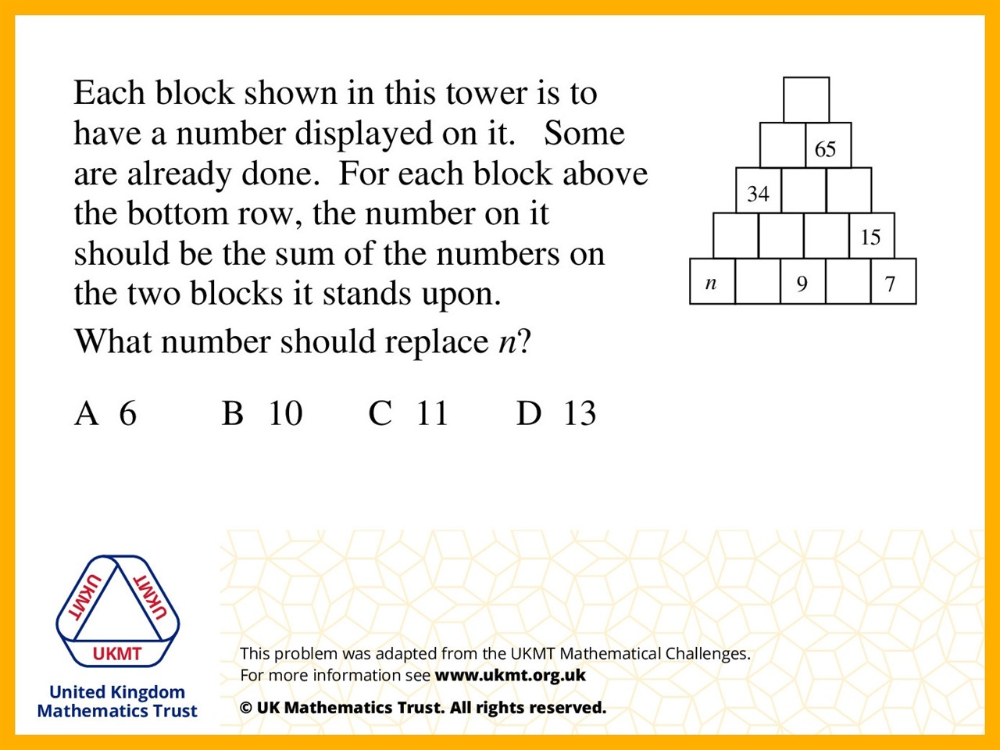 Each block shown in this tower is to
have a number displayed on it. Some
are already done. For each block above
the bottom row, the number on it
should be the sum of the numbers on
the two blocks it stands upon.
What number should replace n?
65
34
15
n 9 7
A 6 B 10 C 11 D 13
UKMT UKMT
UKMT
United Kingdom
Mathematics Trust
This problem was adapted from the UKMT Mathematical Challenges.
For more information see www.ukmt.org.uk
© UK Mathematics Trust. All rights reserved.